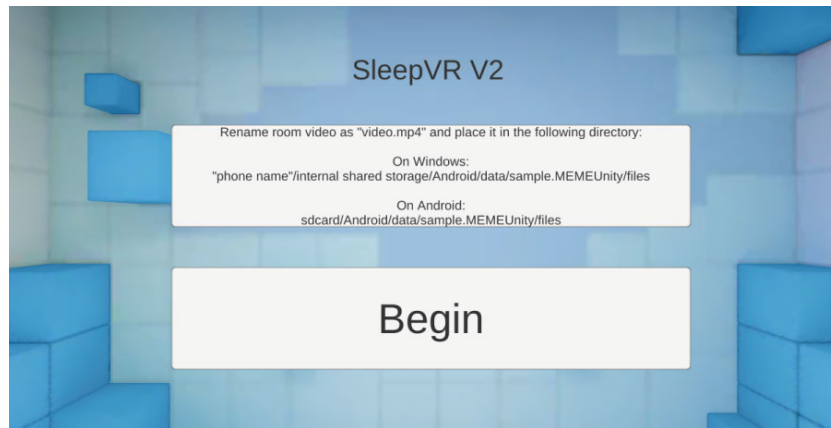 SleepVR V2
Rename room video as "video.mp4" and place it in the following directory:
On Windows:
"phone name"/internal shared storage/Android/data/sample.MEMEUnity/files
On Android:
sdcard/Android/data/sample.MEMEUnity/files
Begin